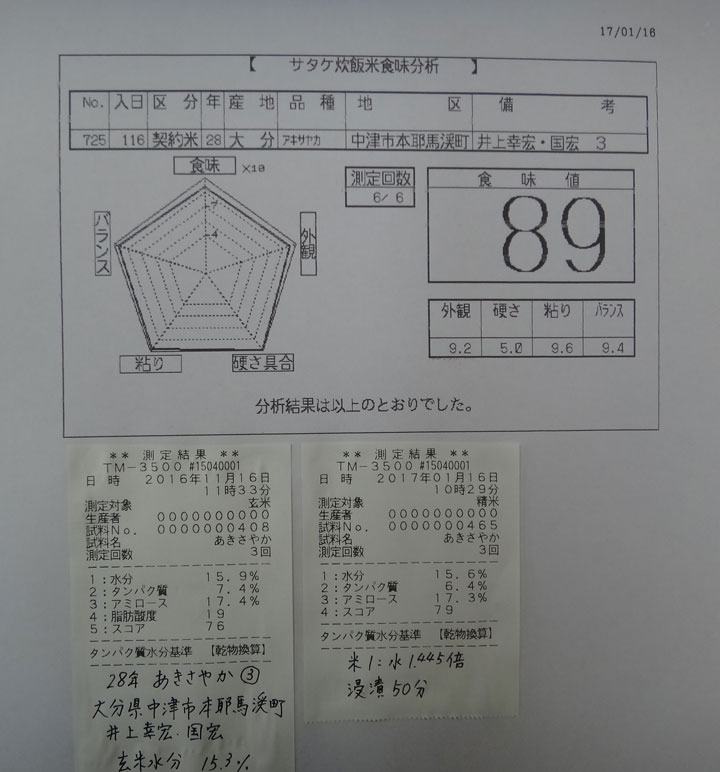 17/01/16
【 サタケ炊飯米食味分析 】
No. 入日 区分 年 産地 品種 地区 備考
725 116 契約米 28 大分 アキサヤカ 中津市本耶馬渓町 井上幸宏・国宏 3
食味 ×10
測定回数
6/ 6
食味値
89
バランス
外観
7
4
粘り
硬さ具合
外観 硬さ 粘り バランス
9.2 5.0 9.6 9.4
分析結果は以上のとおりでした。
** 測定結果 **
TM-3500 #15040001
日時 2016年11月16日
11時33分
測定対象 玄米
生産者 0000000000
試料No. 0000000408
試料名 あきさやか
測定回数 3回
1:水分 15.9%
2:タンパク質 7.4%
3:アミロース 17.4%
4:脂肪酸度 19
5:スコア 76
タンパク質水分基準 【乾物換算】
28年 あきさやか ③
大分県中津市本耶馬渓町
井上幸宏・国宏
玄米水分 15.3%
** 測定結果 **
TM-3500 #15040001
日時 2017年01月16日
10時29分
測定対象 精米
生産者 0000000000
試料No. 0000000465
試料名 あきさやか
測定回数 3回
1:水分 15.6%
2:タンパク質 6.4%
3:アミロース 17.3%
4:スコア 79
タンパク質水分基準 【乾物換算】
米1:水1.445倍
浸漬50分